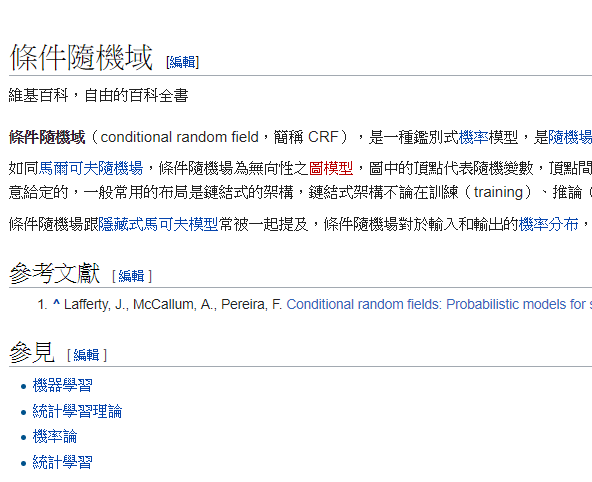 條件隨機域 [編輯]
維基百科，自由的百科全書
條件隨機域（conditional random field，簡稱 CRF），是一種鑑別式機率模型，是隨機場
如同馬爾可夫隨機場，條件隨機場為無向性之圖模型，圖中的頂點代表隨機變數，頂點間
意給定的，一般常用的布局是鏈結式的架構，鏈結式架構不論在訓練（training）、推論（
條件隨機場跟隱藏式馬可夫模型常被一起提及，條件隨機場對於輸入和輸出的機率分布，
參考文獻 [ 編輯 ]
1. ^ Lafferty, J., McCallum, A., Pereira, F. Conditional random fields: Probabilistic models for s
參見 [ 編輯 ]
• 機器學習
• 統計學習理論
• 機率論
• 統計學習